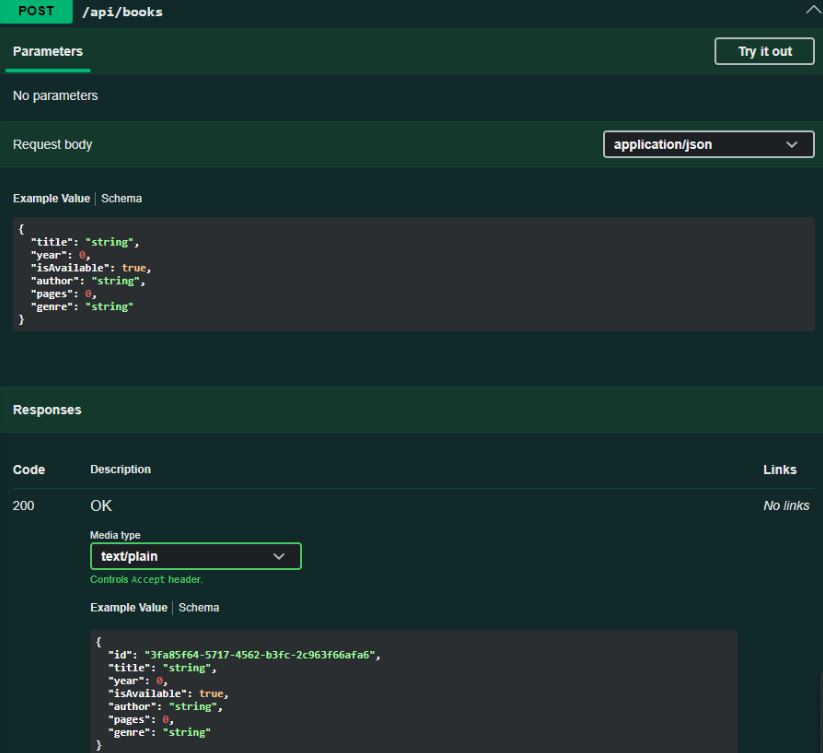 POST /api/books
Parameters Try it out
No parameters
Request body application/json
Example Value | Schema
{
  "title": "string",
  "year": 0,
  "isAvailable": true,
  "author": "string",
  "pages": 0,
  "genre": "string"
}
Responses
Code Description Links
200 OK No links
Media type
text/plain
Controls Accept header.
Example Value | Schema
{
  "id": "3fa85f64-5717-4562-b3fc-2c963f66afa6",
  "title": "string",
  "year": 0,
  "isAvailable": true,
  "author": "string",
  "pages": 0,
  "genre": "string"
}